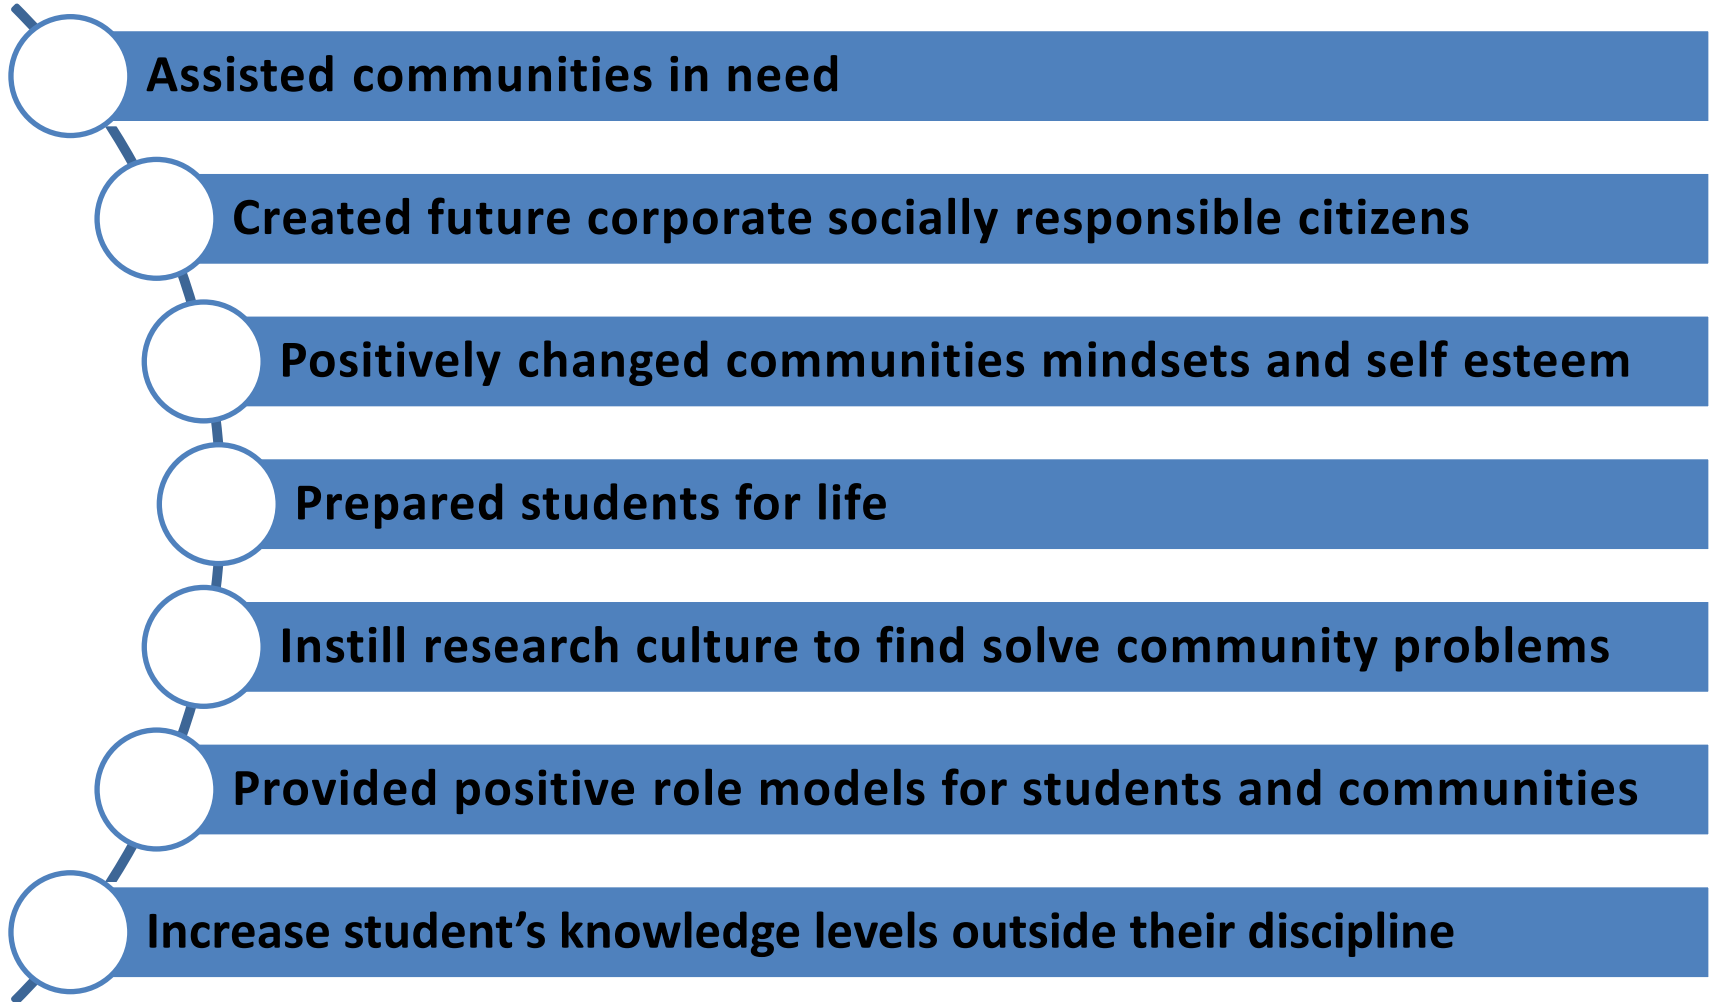 Assisted communities in need
Created future corporate socially responsible citizens
Positively changed communities mindsets and self esteem
Prepared students for life
Instill research culture to find solve community problems
Provided positive role models for students and communities
Increase student’s knowledge levels outside their discipline